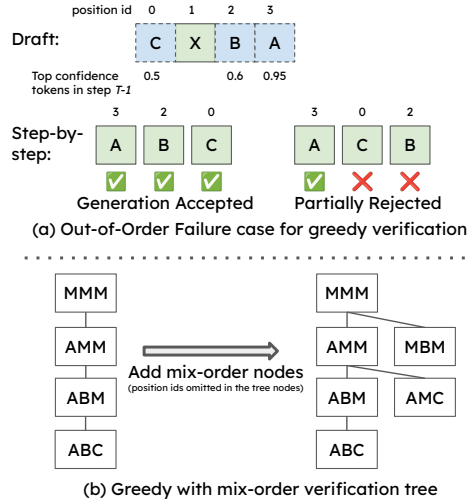 position id 0 1 2 3
Draft: C X B A
Top confidence
tokens in step T-1 0.5 0.6 0.95
3 2 0 3 0 2
Step-by-
step: A B C A C B
Generation Accepted Partially Rejected
(a) Out-of-Order Failure case for greedy verification
MMM MMM
AMM Add mix-order nodes AMM MBM
(position ids omitted in the tree nodes)
ABM ABM AMC
ABC ABC
(b) Greedy with mix-order verification tree